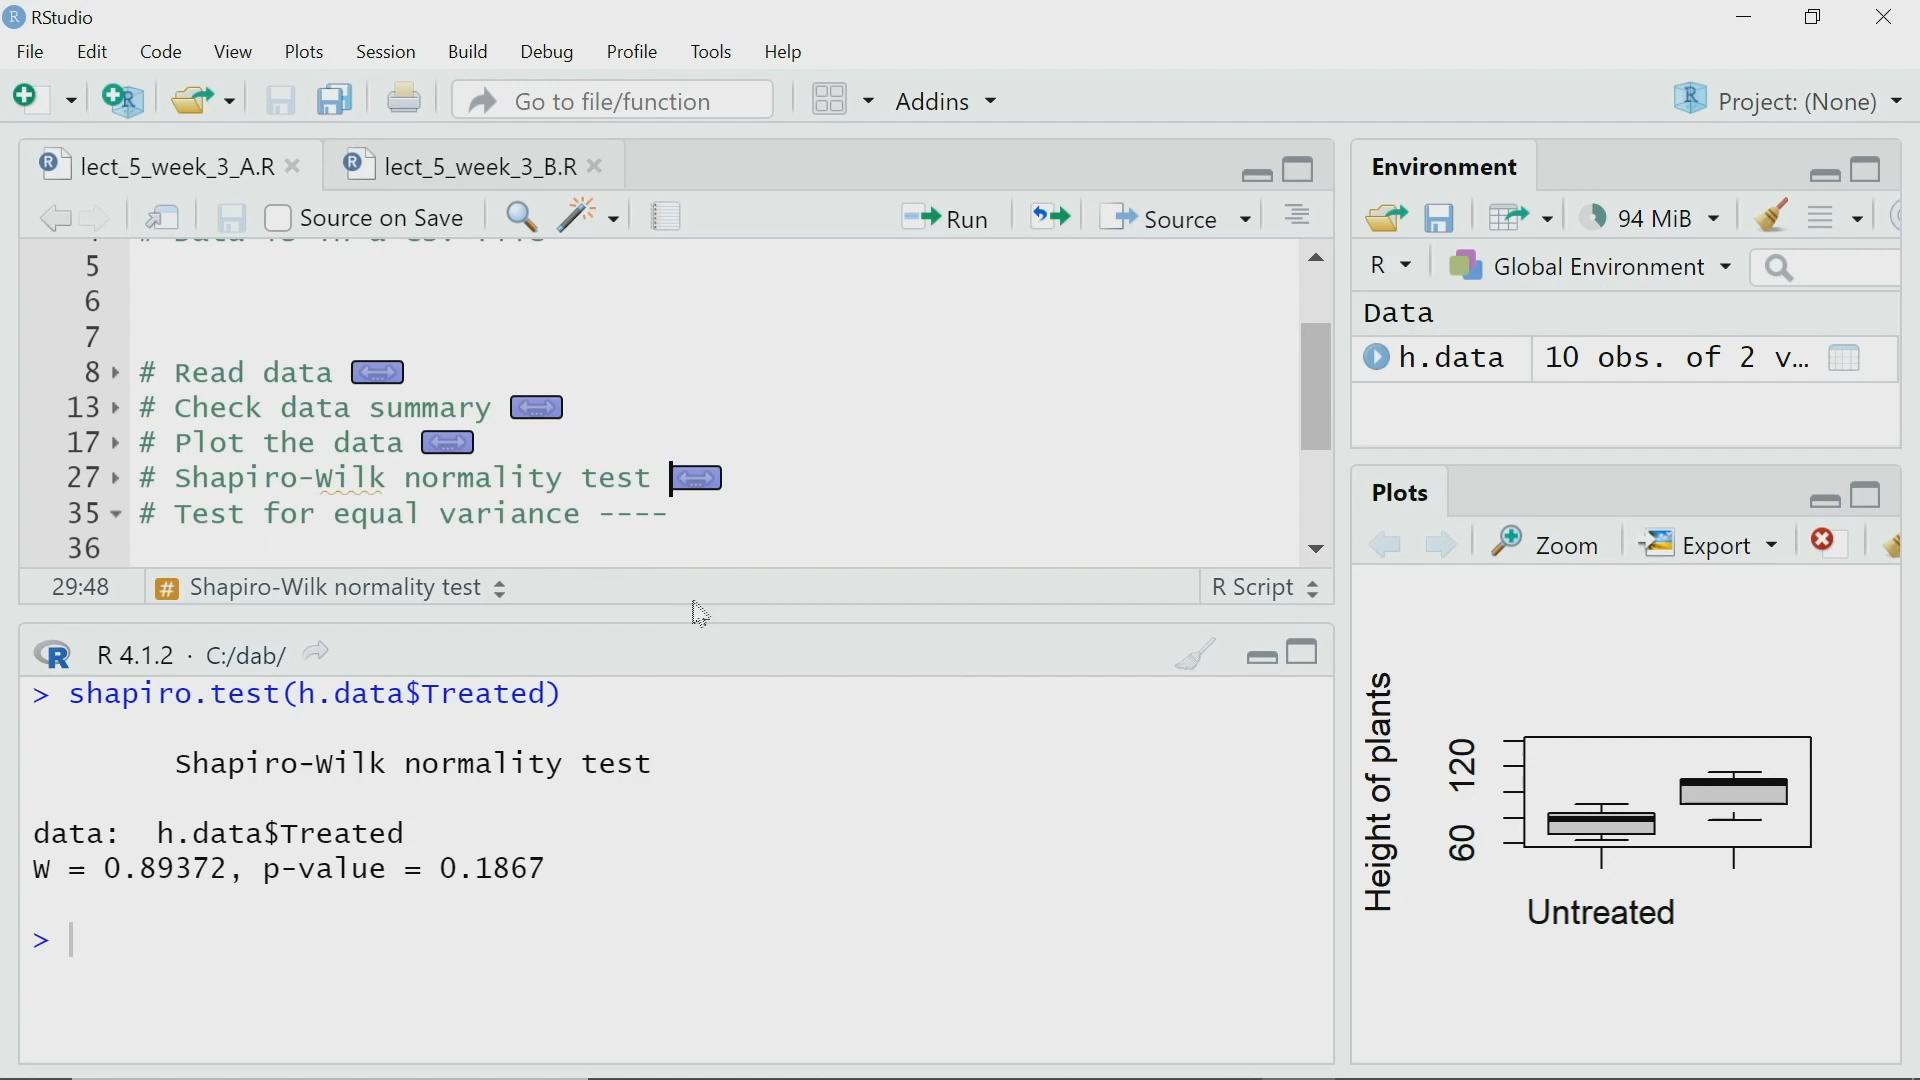 RStudio
File Edit Code View Plots Session Build Debug Profile Tools Help
Go to file/function Addins Project: (None)
lect_5_week_3_A.R lect_5_week_3_B.R
Source on Save Run Source
5
6
7
8 # Read data
13 # Check data summary
17 # Plot the data
27 # Shapiro-Wilk normality test
35 # Test for equal variance ----
36
29:48 # Shapiro-Wilk normality test R Script
R 4.1.2 · C:/dab/
> shapiro.test(h.data$Treated)
Shapiro-Wilk normality test
data: h.data$Treated
W = 0.89372, p-value = 0.1867
>
Environment
94 MiB
R Global Environment
Data
h.data 10 obs. of 2 v…
Plots
Zoom Export
Height of plants
60 120
Untreated